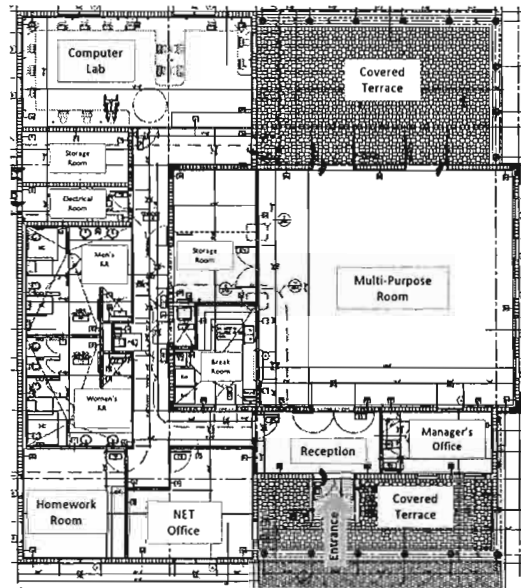 Computer
Lab
Covered
Terrace
Storage
Room
Electrical
Room
Men's
RR
Storage
Room
Multi-Purpose
Room
Break
Room
Women's
RR
Reception
Manager's
Office
Homework
Room
NET
Office
Covered
Terrace
Entrance